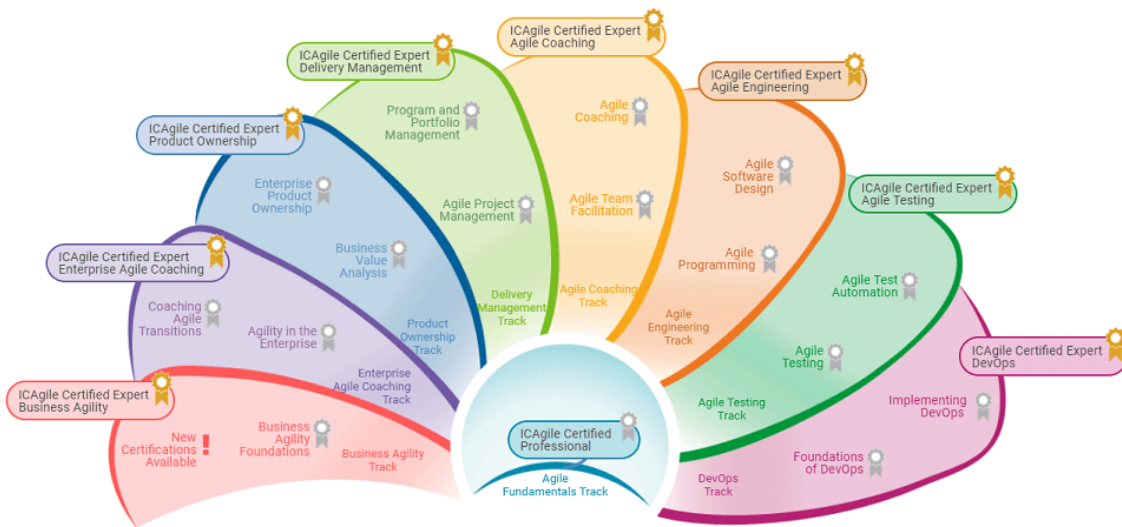 ICAgile Certified Expert
Agile Coaching
ICAgile Certified Expert
Delivery Management
ICAgile Certified Expert
Agile Engineering
Program and
Portfolio
Management
Agile
Coaching
ICAgile Certified Expert
Product Ownership
Agile
Software
Design
Enterprise
Product
Ownership
Agile Project
Management
Agile Team
Facilitation
ICAgile Certified Expert
Agile Testing
ICAgile Certified Expert
Enterprise Agile Coaching
Business
Value
Analysis
Agile
Programming
Agile Test
Automation
Coaching
Agile
Transitions
Agility in the
Enterprise
Product
Ownership
Track
Delivery
Management
Track
Agile Coaching
Track
Agile
Engineering
Track
Agile
Testing
ICAgile Certified Expert
DevOps
ICAgile Certified Expert
Business Agility
Enterprise
Agile Coaching
Track
Agile Testing
Track
Implementing
DevOps
New
Certifications
Available !
Business
Agility
Foundations
Business Agility
Track
ICAgile Certified
Professional
Agile
Fundamentals Track
DevOps
Track
Foundations
of DevOps